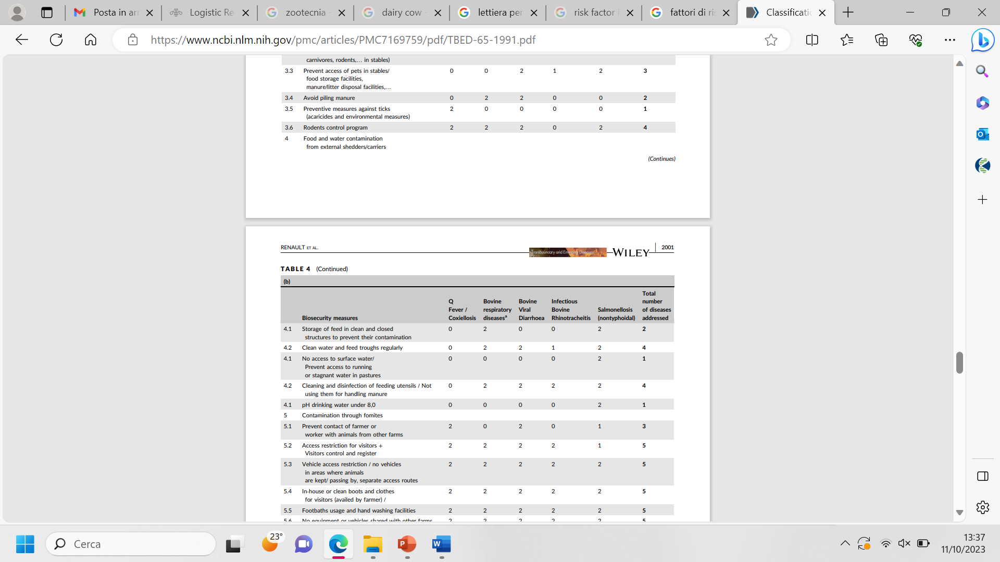 Posta in arr
Logistic Re
zootecnia -
dairy cow -
lettiera per
risk factor i
fattori di ris
Classificatio
https://www.ncbi.nlm.nih.gov/pmc/articles/PMC7169759/pdf/TBED-65-1991.pdf
carnivores, rodents,... in stables)
3.3 Prevent access of pets in stables/ 0 0 2 1 2 3
food storage facilities,
manure/litter disposal facilities,...
3.4 Avoid piling manure 0 2 2 0 0 2
3.5 Preventive measures against ticks 2 0 0 0 0 1
(acaricides and environmental measures)
3.6 Rodents control program 2 2 2 0 2 4
4 Food and water contamination
from external shedders/carriers
(Continues)
RENAULT ET AL.
Transboundary and Emerging Diseases
WILEY 2001
TABLE 4 (Continued)
(b)
Total
Q Bovine Bovine Infectious number
Fever / respiratory Viral Bovine Salmonellosis of diseases
Biosecurity measures Coxiellosis diseasesa Diarrhoea Rhinotracheitis (nontyphoidal) addressed
4.1 Storage of feed in clean and closed 0 2 0 0 2 2
structures to prevent their contamination
4.2 Clean water and feed troughs regularly 0 2 2 1 2 4
4.1 No access to surface water/ 0 0 0 0 2 1
Prevent access to running
or stagnant water in pastures
4.2 Cleaning and disinfection of feeding utensils / Not 0 2 2 2 2 4
using them for handling manure
4.1 pH drinking water under 8,0 0 0 0 0 2 1
5 Contamination through fomites
5.1 Prevent contact of farmer or 2 0 2 0 1 3
worker with animals from other farms
5.2 Access restriction for visitors + 2 2 2 2 1 5
Visitors control and register
5.3 Vehicle access restriction / no vehicles 2 2 2 2 2 5
in areas where animals
are kept/ passing by, separate access routes
5.4 In-house or clean boots and clothes 2 2 2 2 2 5
for visitors (availed by farmer) /
5.5 Footbaths usage and hand washing facilities 2 2 2 2 2 5
5.6 No equipment or vehicles shared with other farms 2 2 2 2 2 5
Cerca
23°
13:37
11/10/2023